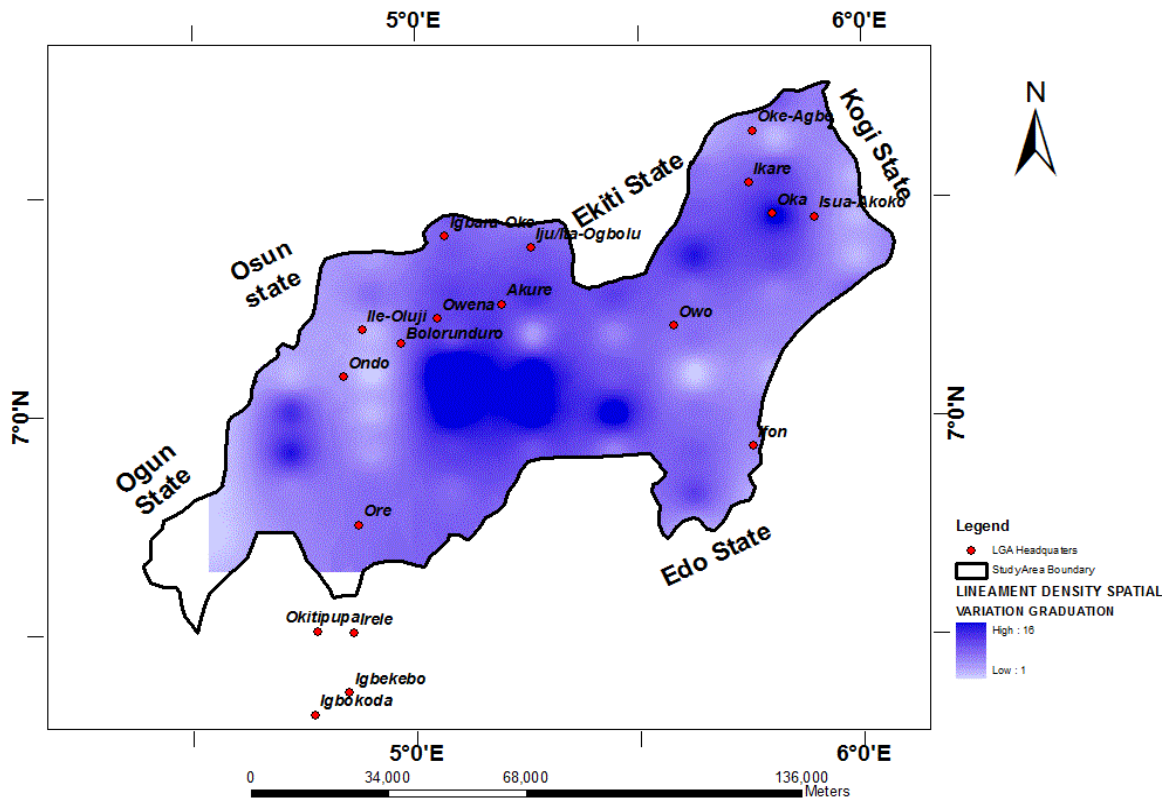 5°0'E 6°0'E
N
Oke-Agbe
Kogi State
Ikare
Oka
Isua-Akoko
Ekiti State
Igbara-Oke
Iju/Ita-Ogbolu
Osun
state
Akure
Owena
Ile-Oluji
Bolorunduro
Owo
Ondo
7°0'N 7°0'N
Ifon
Ogun
State
Ore
Edo State
Legend
LGA Headquaters
StudyArea Boundary
LINEAMENT DENSITY SPATIAL
VARIATION GRADUATION
High : 16
Low : 1
Okitipupa
Irele
Igbekebo
Igbokoda
5°0'E 6°0'E
0 34,000 68,000 136,000
Meters